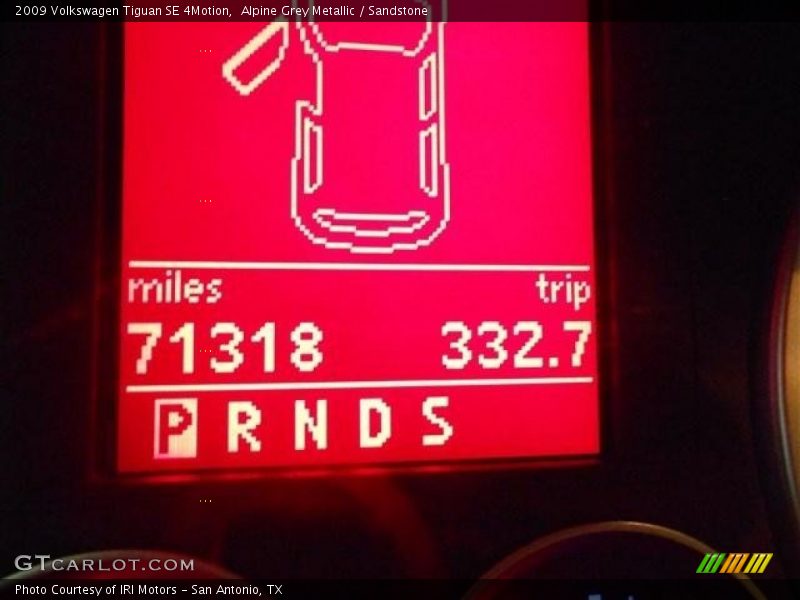 2009 Volkswagen Tiguan SE 4Motion,  Alpine Grey Metallic / Sandstone
miles trip
71318 332.7
P R N D S
GTCARLOT.COM
Photo Courtesy of IRI Motors - San Antonio, TX